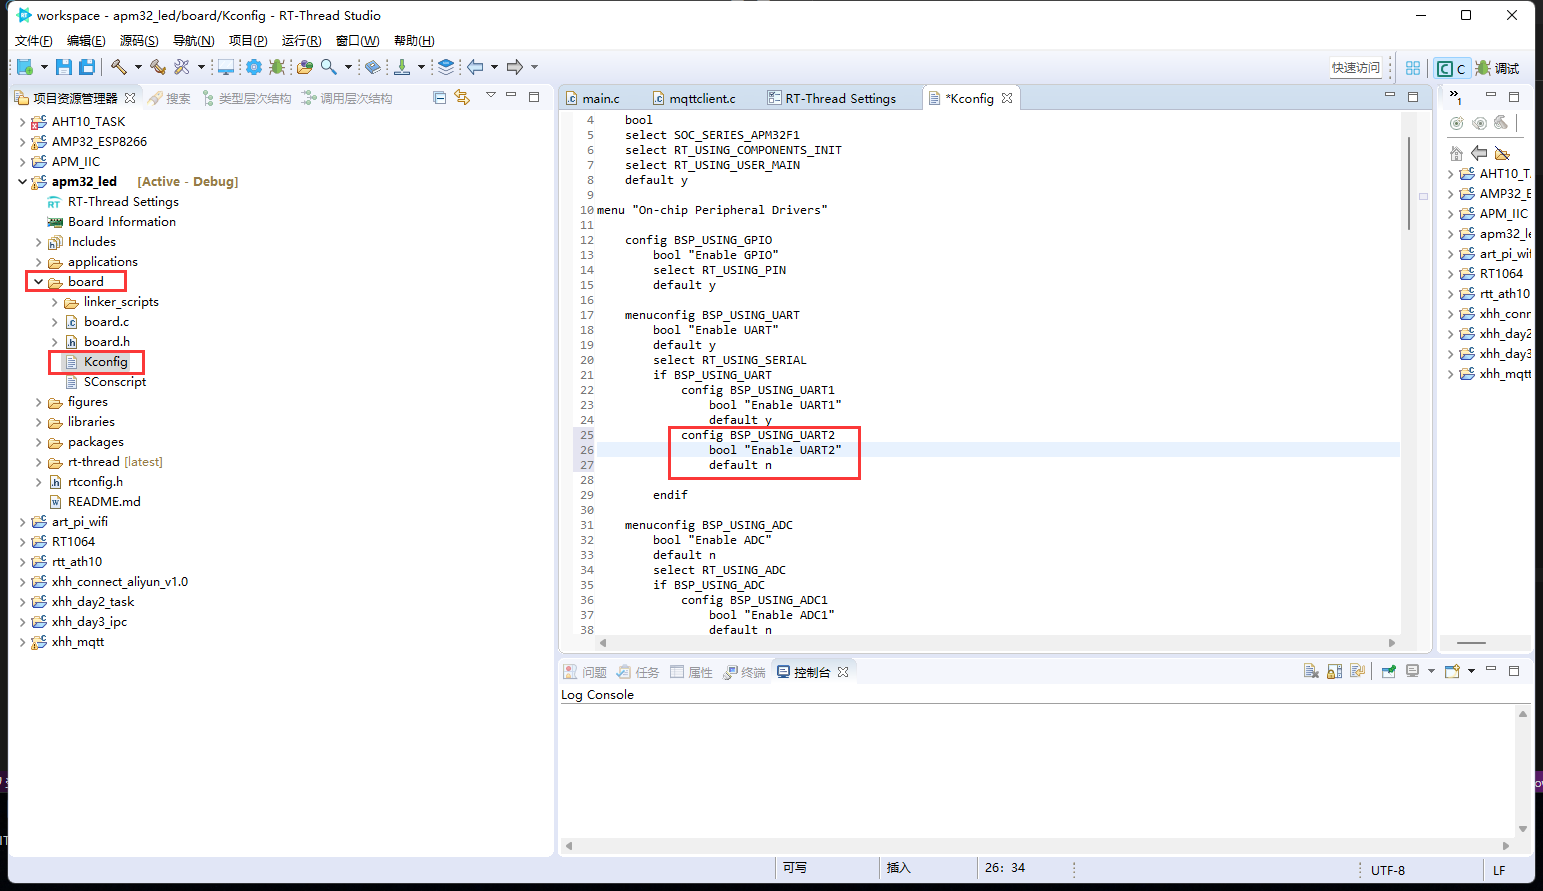 workspace - apm32_led/board/Kconfig - RT-Thread Studio
文件(F) 编辑(E) 源码(S) 导航(N) 项目(P) 运行(R) 窗口(W) 帮助(H)
快速访问 C 调试
项目资源管理器 搜索 类型层次结构 调用层次结构
AHT10_TASK
AMP32_ESP8266
APM_IIC
apm32_led [Active - Debug]
RT-Thread Settings
Board Information
Includes
applications
board
linker_scripts
board.c
board.h
Kconfig
SConscript
figures
libraries
packages
rt-thread [latest]
rtconfig.h
README.md
art_pi_wifi
RT1064
rtt_ath10
xhh_connect_aliyun_v1.0
xhh_day2_task
xhh_day3_ipc
xhh_mqtt
main.c mqttclient.c RT-Thread Settings *Kconfig
4 bool
5 select SOC_SERIES_APM32F1
6 select RT_USING_COMPONENTS_INIT
7 select RT_USING_USER_MAIN
8 default y
9
10 menu "On-chip Peripheral Drivers"
11
12 config BSP_USING_GPIO
13 bool "Enable GPIO"
14 select RT_USING_PIN
15 default y
16
17 menuconfig BSP_USING_UART
18 bool "Enable UART"
19 default y
20 select RT_USING_SERIAL
21 if BSP_USING_UART
22 config BSP_USING_UART1
23 bool "Enable UART1"
24 default y
25 config BSP_USING_UART2
26 bool "Enable UART2"
27 default n
28
29 endif
30
31 menuconfig BSP_USING_ADC
32 bool "Enable ADC"
33 default n
34 select RT_USING_ADC
35 if BSP_USING_ADC
36 config BSP_USING_ADC1
37 bool "Enable ADC1"
38 default n
»1
AHT10_T
AMP32_E
APM_IIC
apm32_le
art_pi_wif
RT1064
rtt_ath10
xhh_conn
xhh_day2
xhh_day3
xhh_mqtt
问题 任务 属性 终端 控制台
Log Console
可写 插入 26: 34 UTF-8 LF